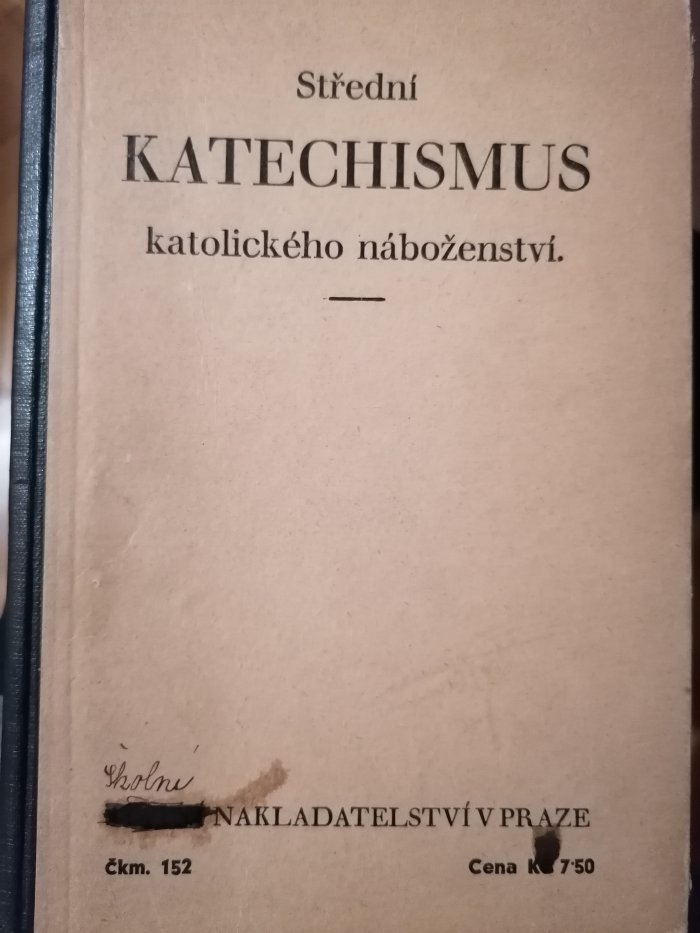 Střední
KATECHISMUS
katolického náboženství.
Školní
NAKLADATELSTVÍ V PRAZE
čkm. 152
Cena K 7·50